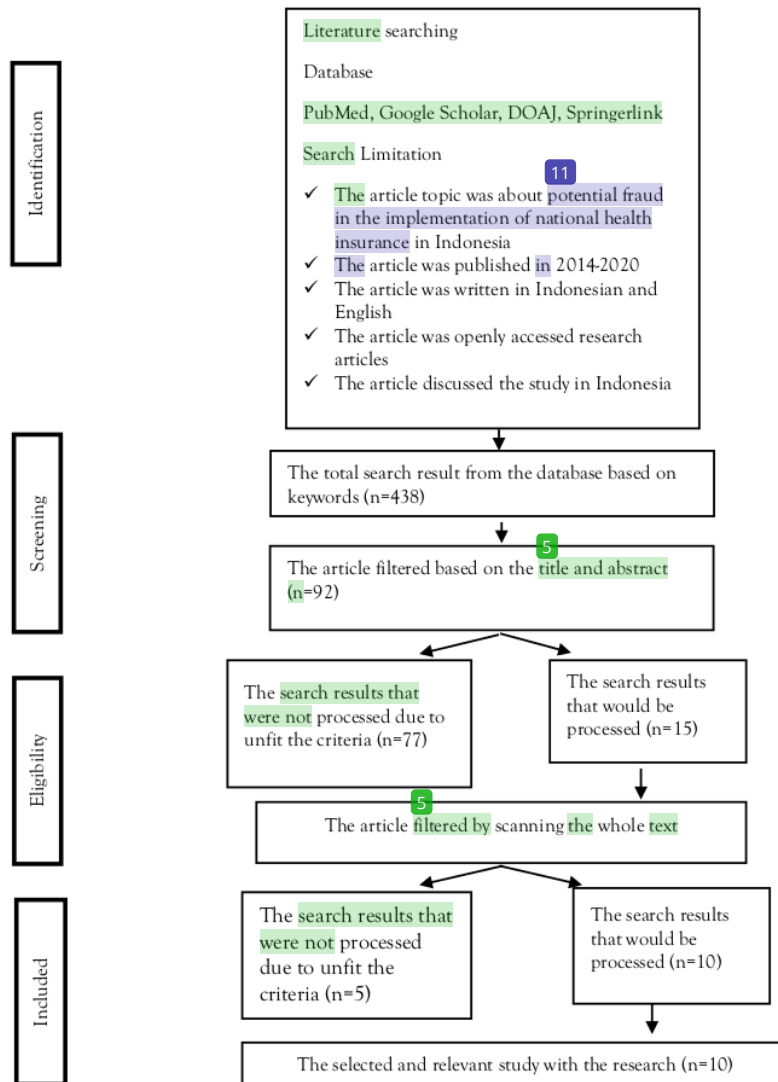 Identification
Literature searching
Database
PubMed, Google Scholar, DOAJ, Springerlink
Search Limitation
11
✓ The article topic was about potential fraud
in the implementation of national health
insurance in Indonesia
✓ The article was published in 2014-2020
✓ The article was written in Indonesian and
English
✓ The article was openly accessed research
articles
✓ The article discussed the study in Indonesia
Screening
The total search result from the database based on
keywords (n=438)
5
The article filtered based on the title and abstract
(n=92)
Eligibility
The search results that
were not processed due to
unfit the criteria (n=77)
The search results
that would be
processed (n=15)
5
The article filtered by scanning the whole text
Included
The search results that
were not processed
due to unfit the
criteria (n=5)
The search results
that would be
processed (n=10)
The selected and relevant study with the research (n=10)